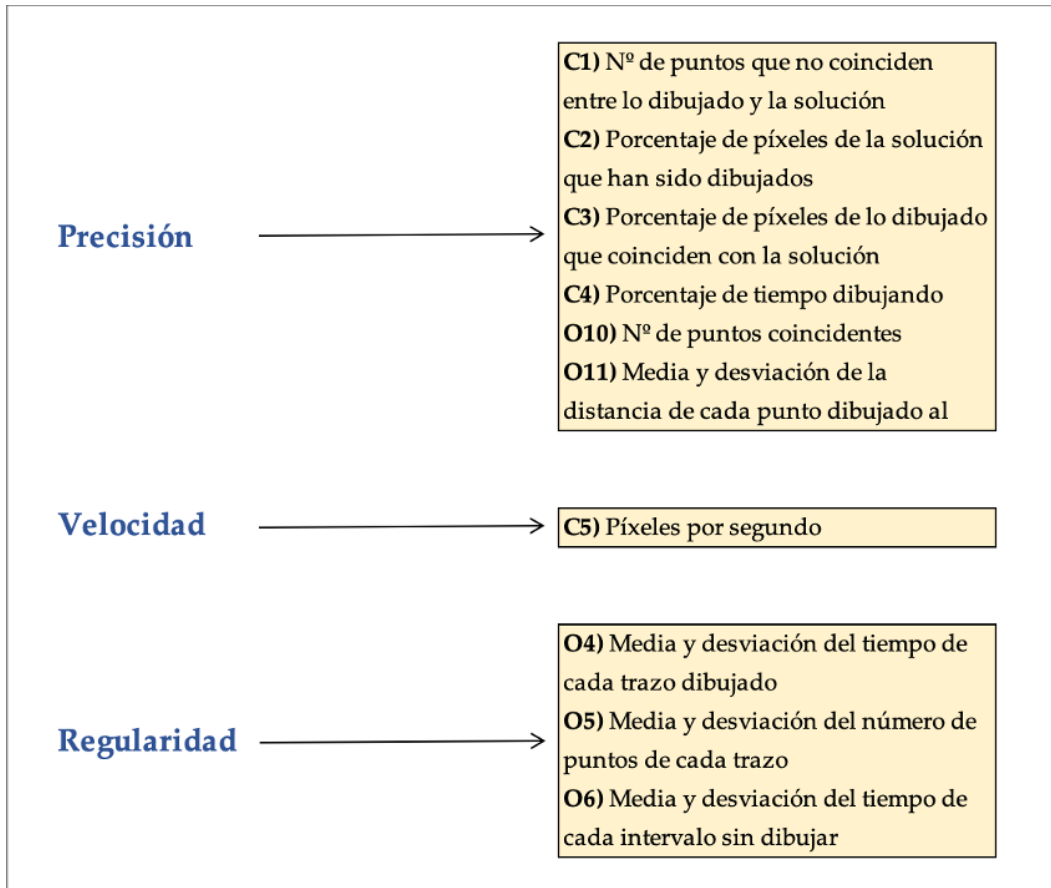 C1) Nº de puntos que no coinciden
entre lo dibujado y la solución
C2) Porcentaje de píxeles de la solución
que han sido dibujados
Precisión
C3) Porcentaje de píxeles de lo dibujado
que coinciden con la solución
C4) Porcentaje de tiempo dibujando
O10) Nº de puntos coincidentes
O11) Media y desviación de la
distancia de cada punto dibujado al
Velocidad
C5) Píxeles por segundo
O4) Media y desviación del tiempo de
cada trazo dibujado
O5) Media y desviación del número de
Regularidad
puntos de cada trazo
O6) Media y desviación del tiempo de
cada intervalo sin dibujar